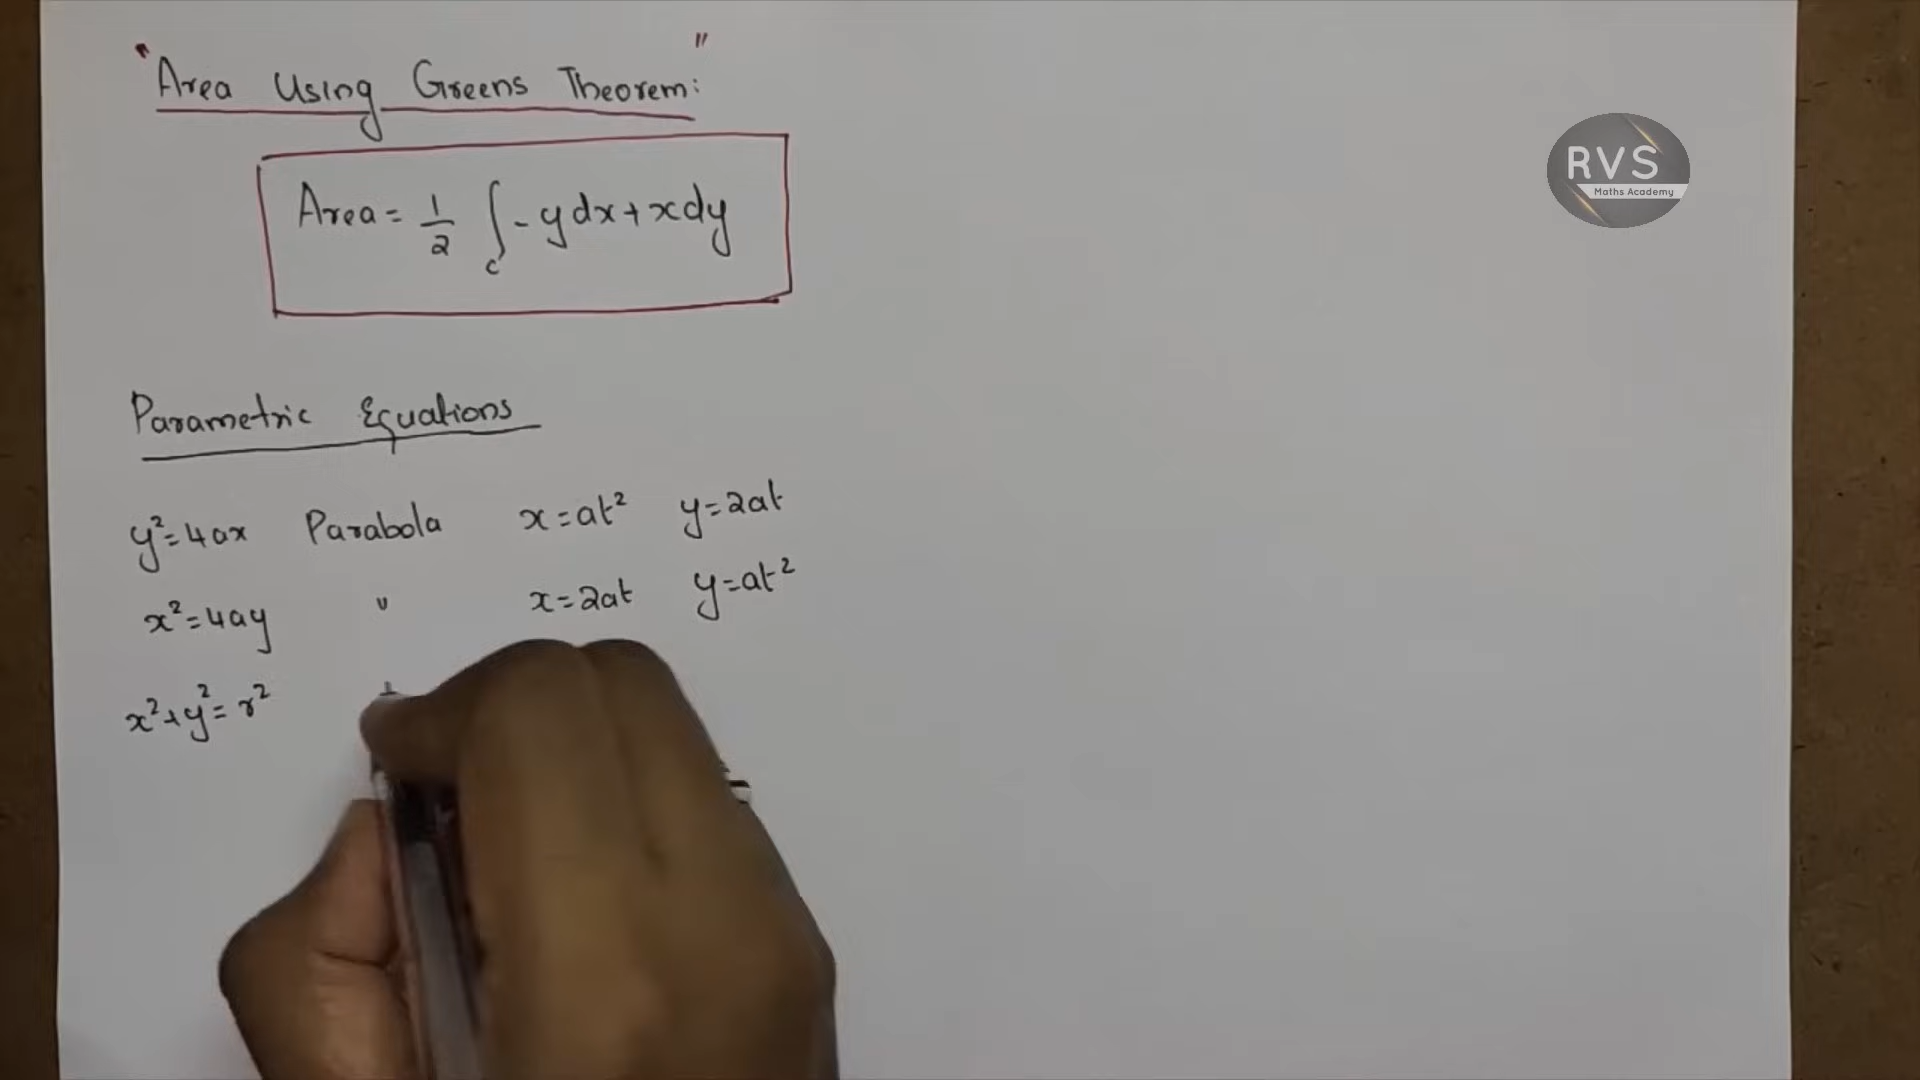 "Area Using Greens Theorem:"
Area = 1/2 ∫c -ydx+xdy
Parametric Equations
y²=4ax Parabola x=at² y=2at
x²=4ay " x=2at y=at²
x²+y²=r²
RVS
Maths Academy